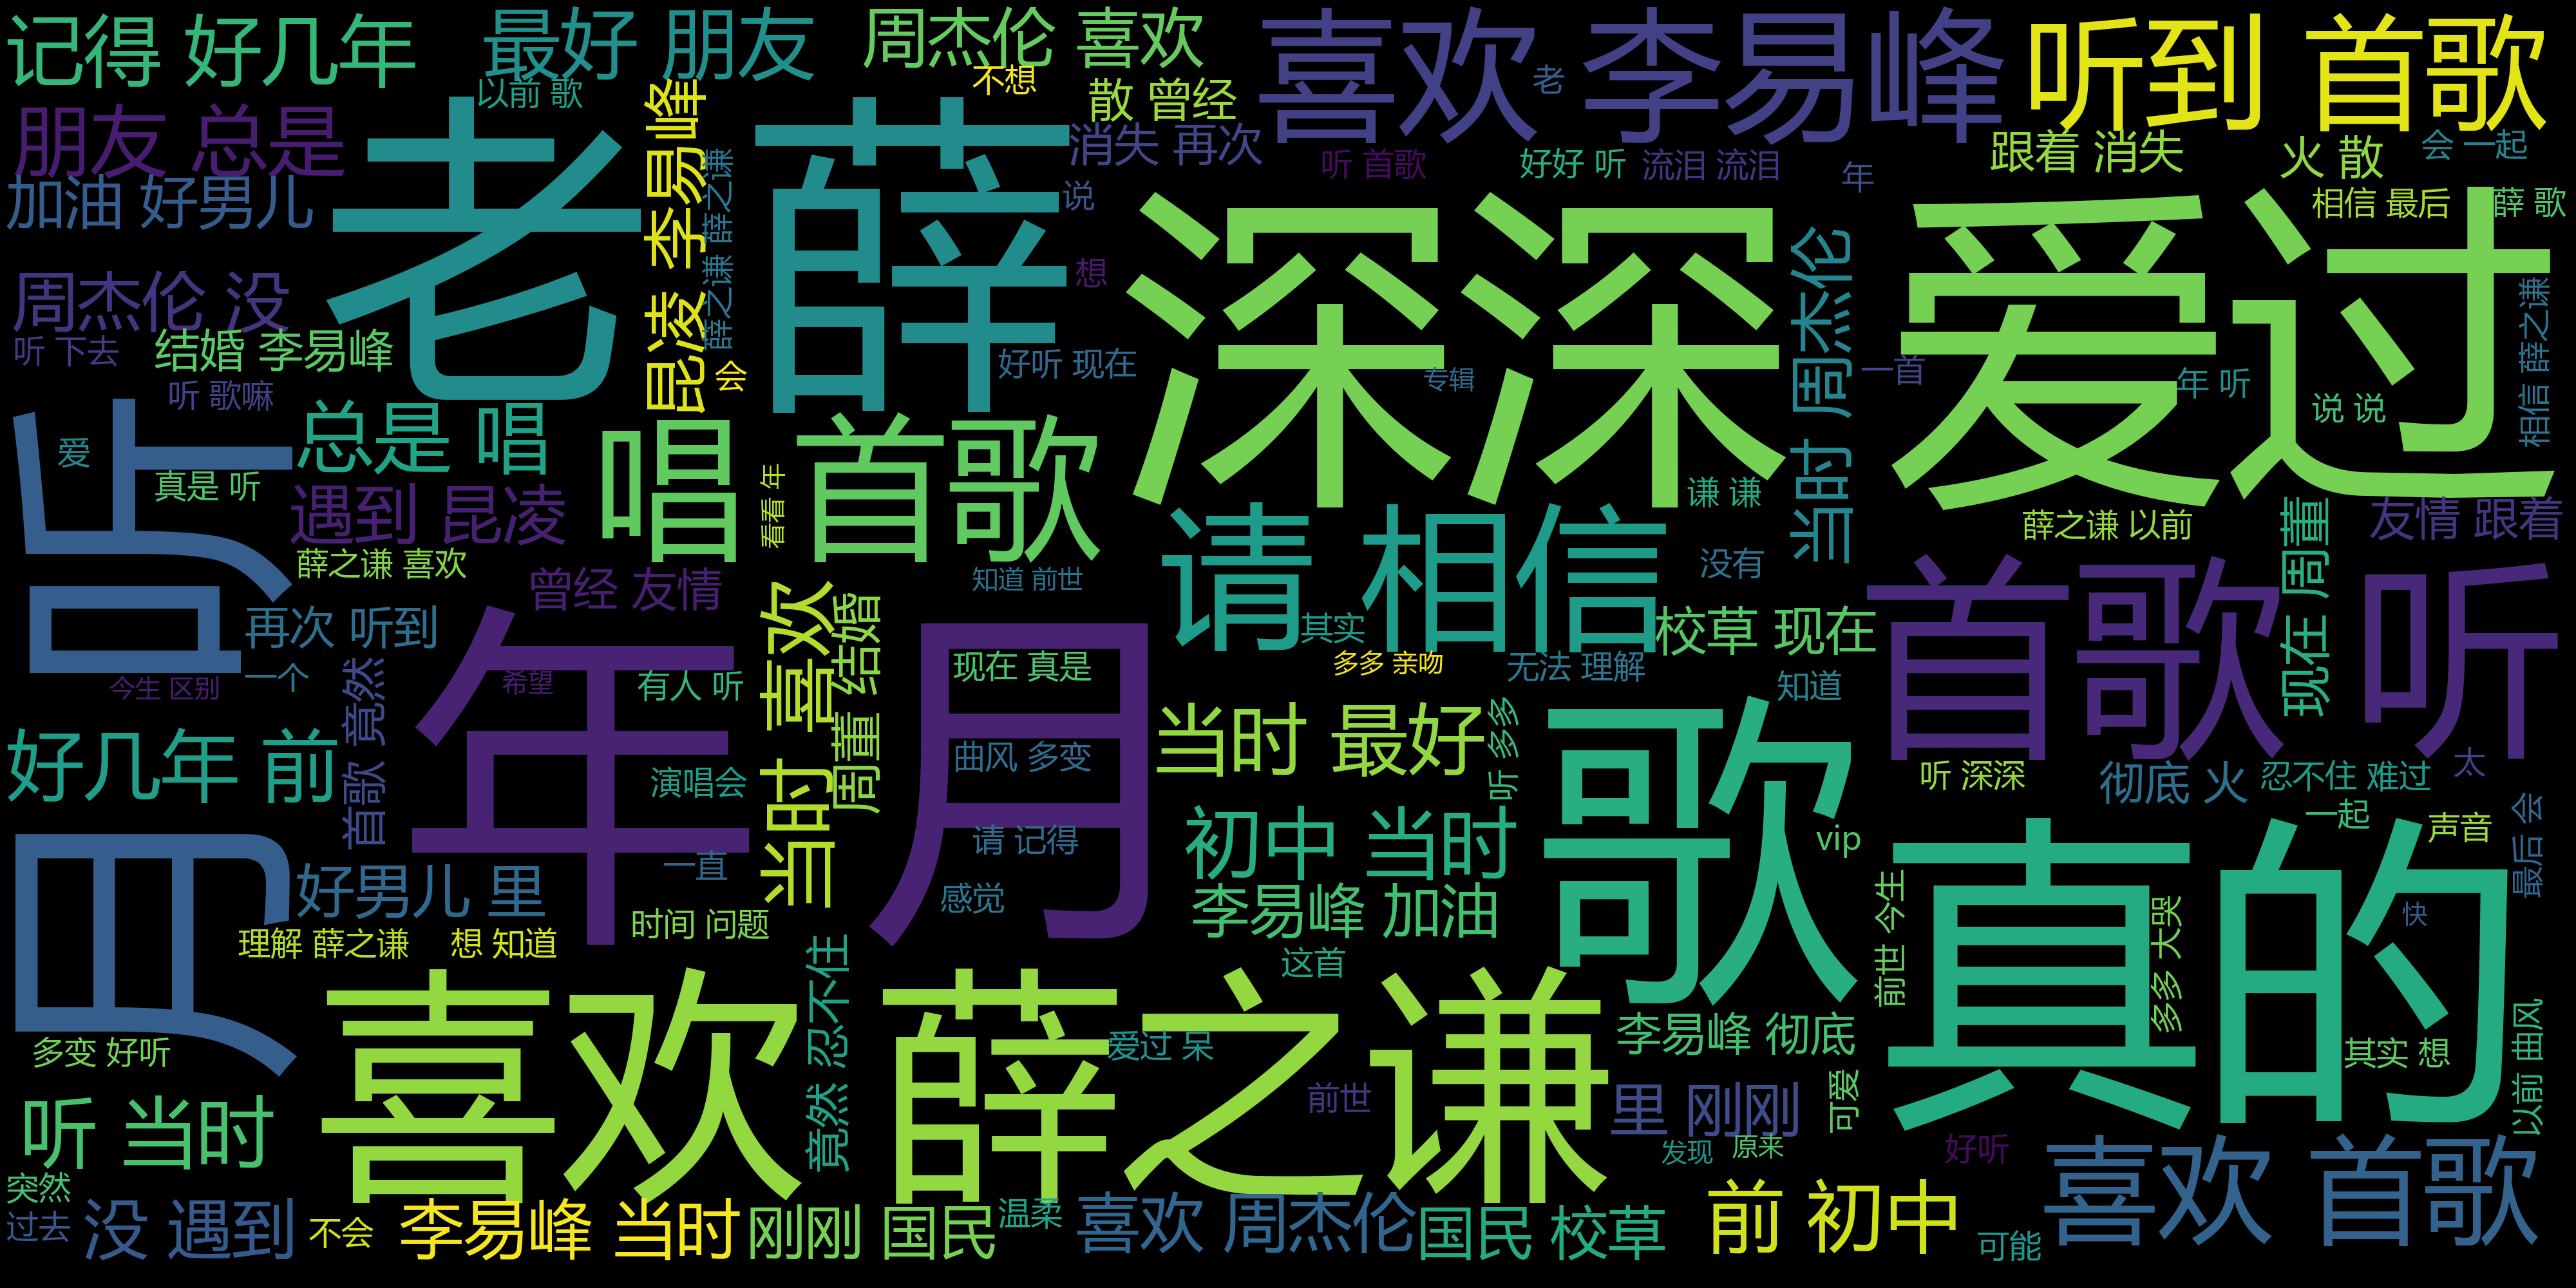 记得 好几年
最好 朋友
周杰伦 喜欢
喜欢 李易峰
听到 首歌
以前 歌
不想
散 曾经
老
朋友 总是
加油 好男儿
老 薛
昆凌 李易峰
薛之谦 薛之谦
消失 再次
说
想
听 首歌
好好 听
流泪 流泪
年
跟着 消失
火 散
会 一起
相信 最后
薛 歌
深深 爱过
周杰伦 没
听 下去
结婚 李易峰
听 歌嘛
会
好听 现在
专辑
当时 周杰伦
一首
年 听
说 说
相信 薛之谦
听
月
爱
真是 听
总是 唱
唱 首歌
遇到 昆凌
看看 年
请 相信
谦 谦
薛之谦 以前
现在 周董
友情 跟着
薛之谦 喜欢
曾经 友情
知道 前世
没有
首歌 听
再次 听到
一个
今生 区别
首歌 竟然
希望
有人 听
当时 喜欢
周董 结婚
年 月
现在 真是
其实
多多 亲吻
无法 理解
校草 现在
知道
好几年 前
演唱会
曲风 多变
当时 最好
听 多多
歌
听 深深
彻底 火
忍不住 难过
太
一起
声音
最后 会
一直
请 记得
初中 当时
vip
真的
好男儿 里
感觉
李易峰 加油
前世 今生
多多 大哭
快
时间 问题
理解 薛之谦
想 知道
这首
竟然 忍不住
喜欢 薛之谦
爱过 呆
李易峰 彻底
其实 想
以前 曲风
多变 好听
前世
里 刚刚
可爱
听 当时
发现
原来
好听
喜欢 首歌
突然
过去
没 遇到
不会
李易峰 当时
刚刚 国民
温柔
喜欢 周杰伦
国民 校草
前 初中
可能